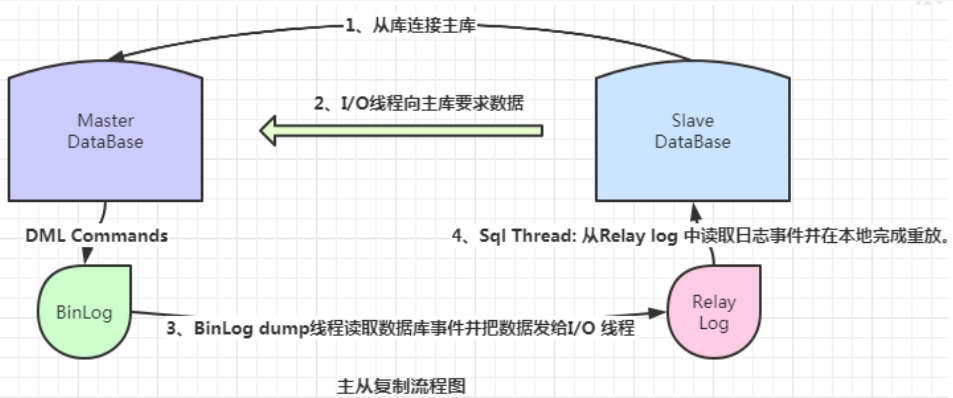 1、从库连接主库
2、I/O线程向主库要求数据
Master
DataBase
Slave
DataBase
DML Commands
4、Sql Thread: 从Relay log 中读取日志事件并在本地完成重放。
BinLog
Relay
Log
3、BinLog dump线程读取数据库事件并把数据发给I/O 线程
主从复制流程图